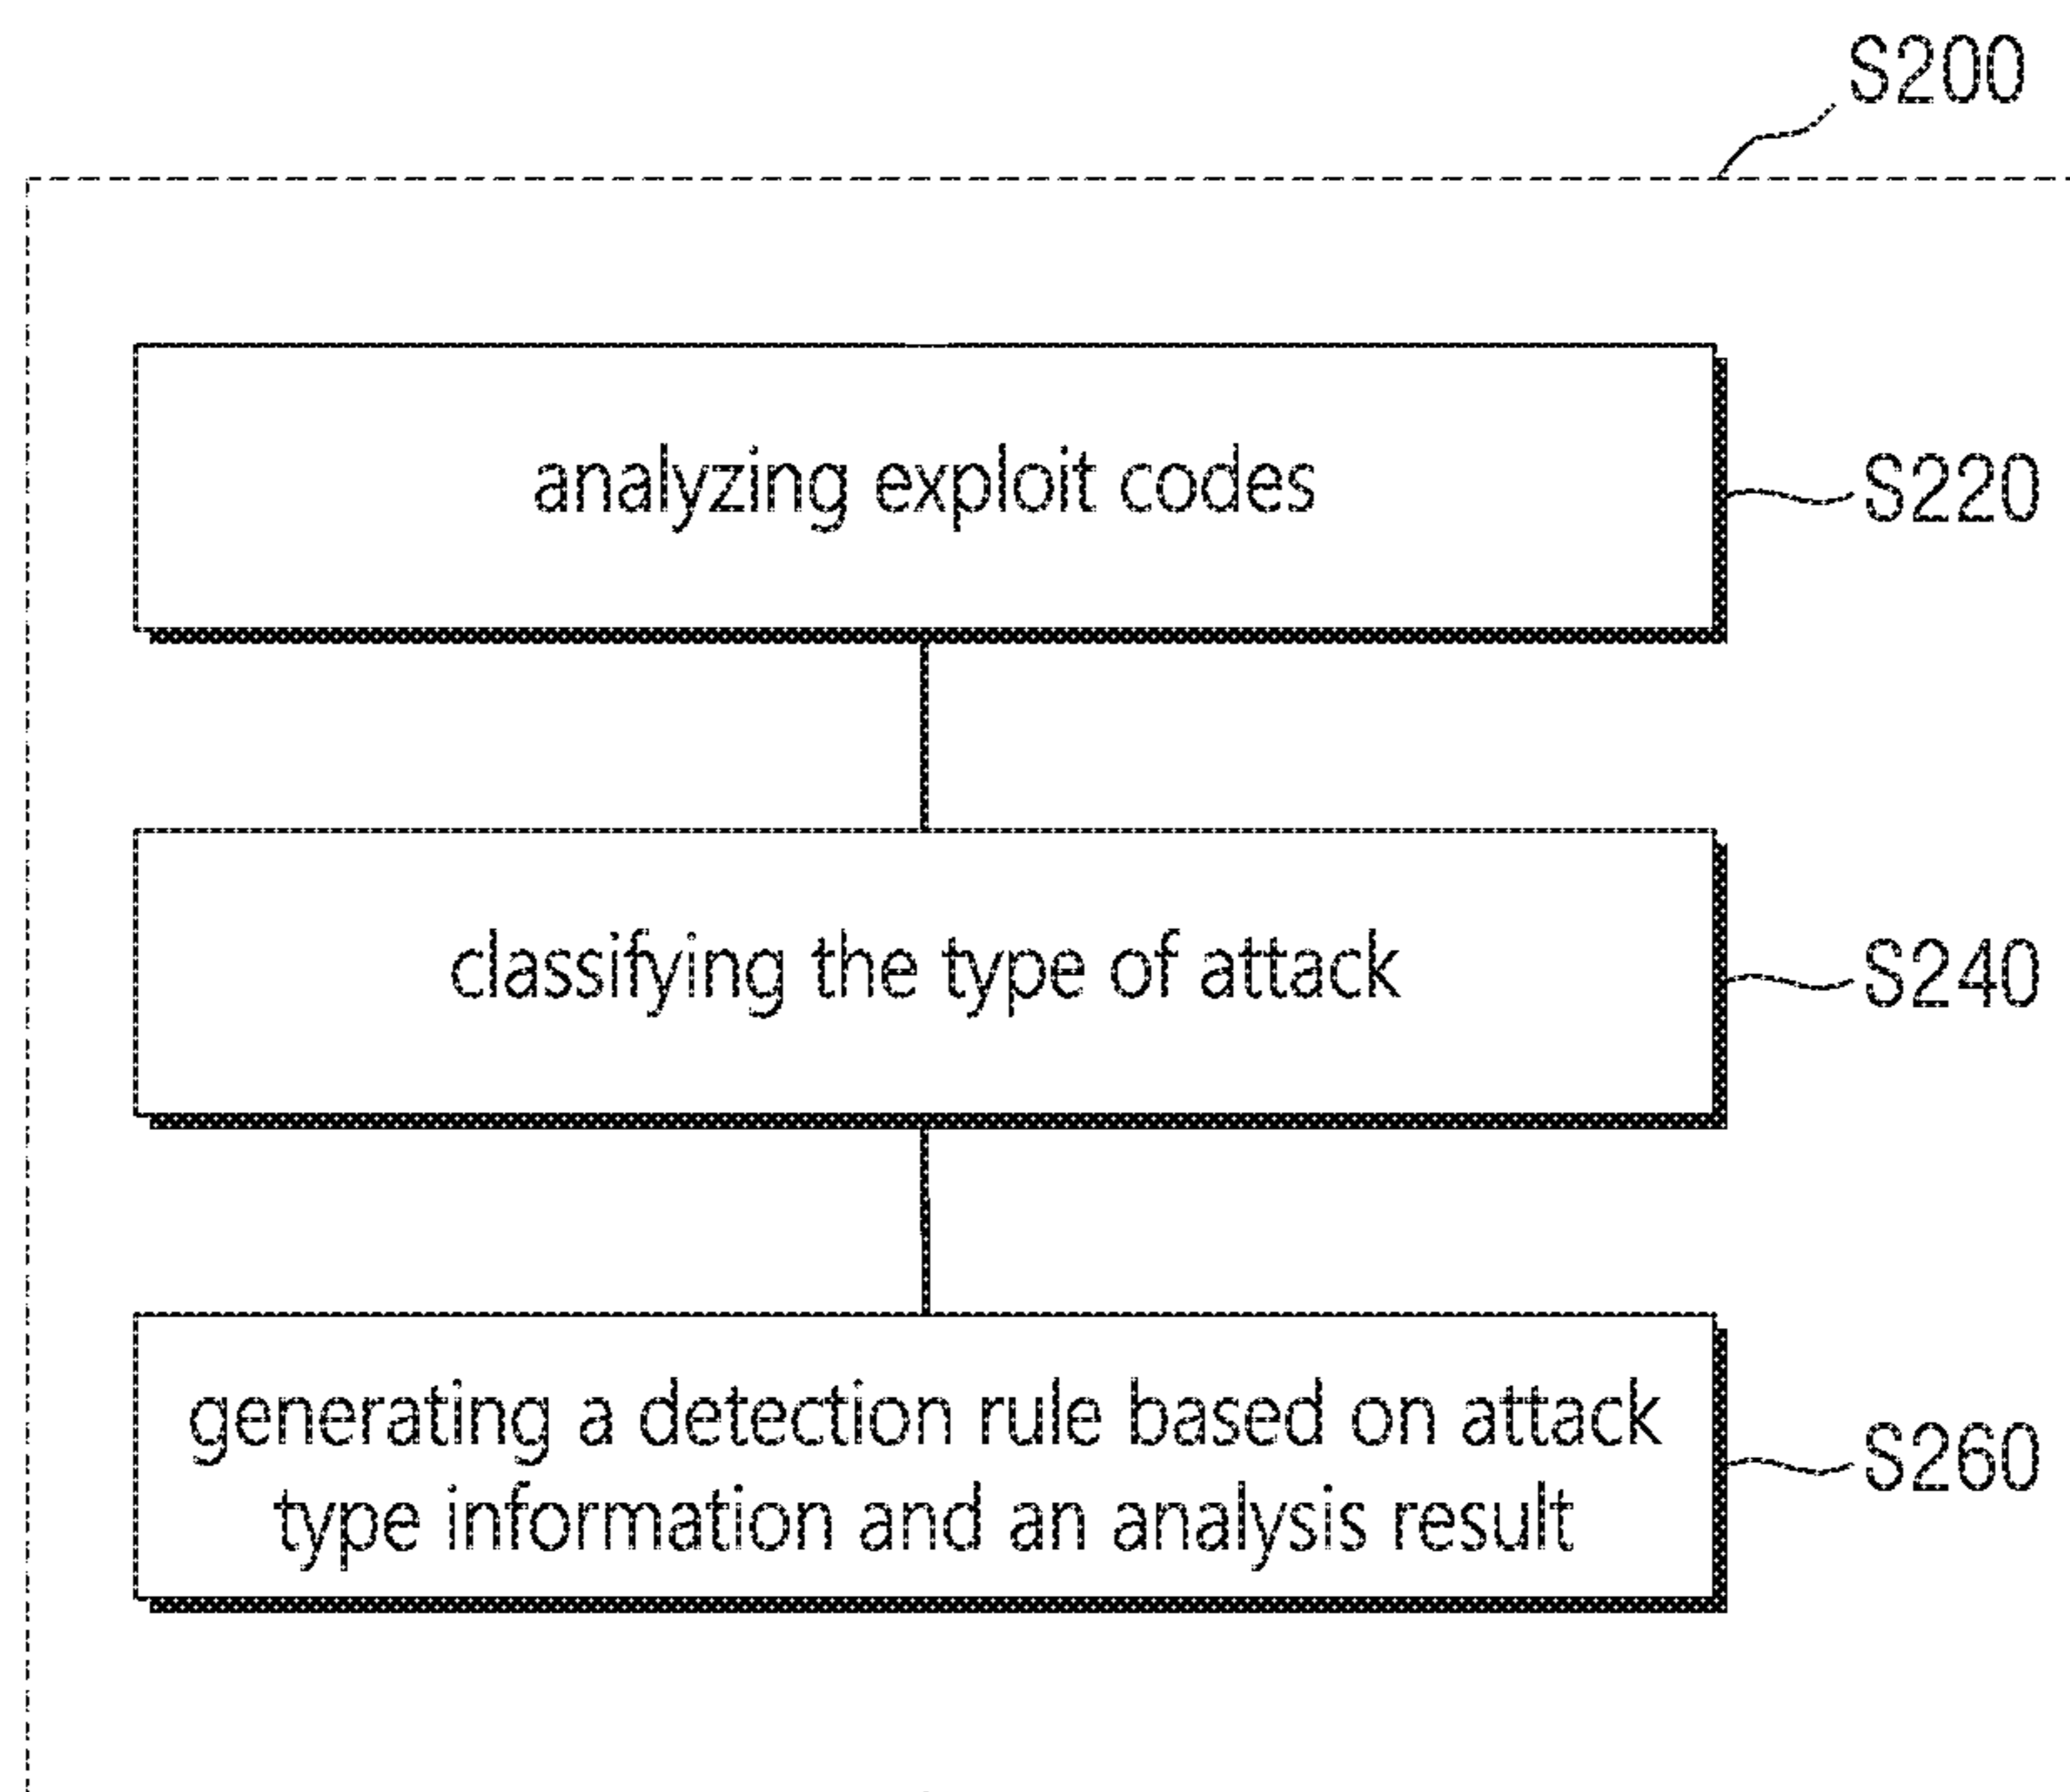 S200
analyzing exploit codes
S220
classifying the type of attack
S240
generating a detection rule based on attack
type information and an analysis result
S260